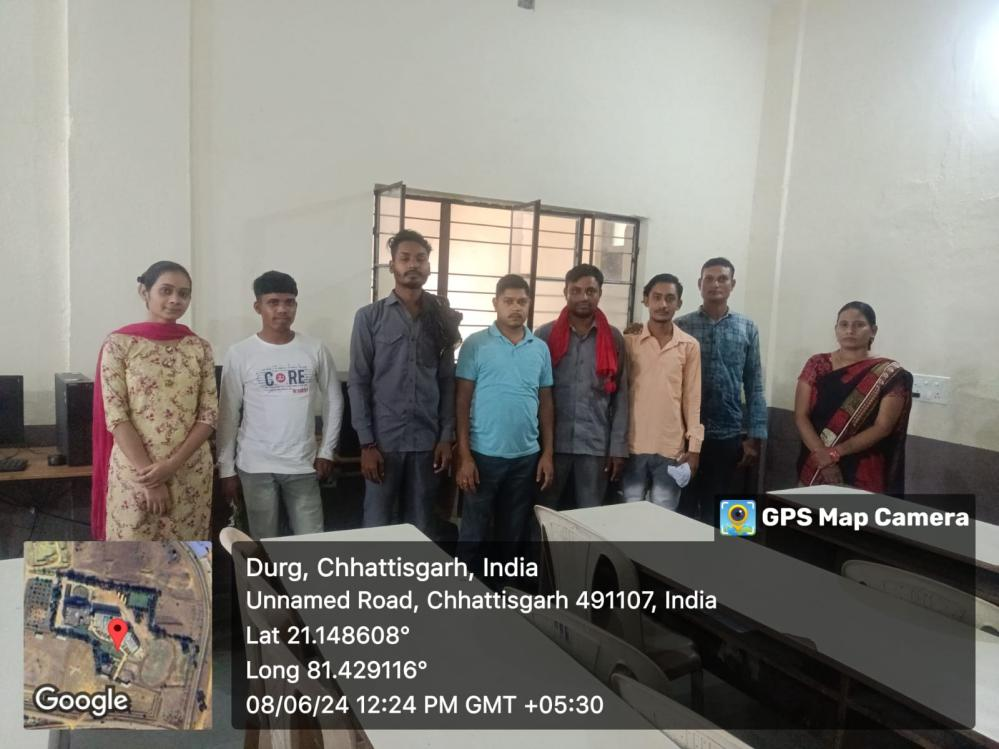 CORE
GPS Map Camera
Durg, Chhattisgarh, India
Unnamed Road, Chhattisgarh 491107, India
Lat 21.148608°
Long 81.429116°
08/06/24 12:24 PM GMT +05:30
Google